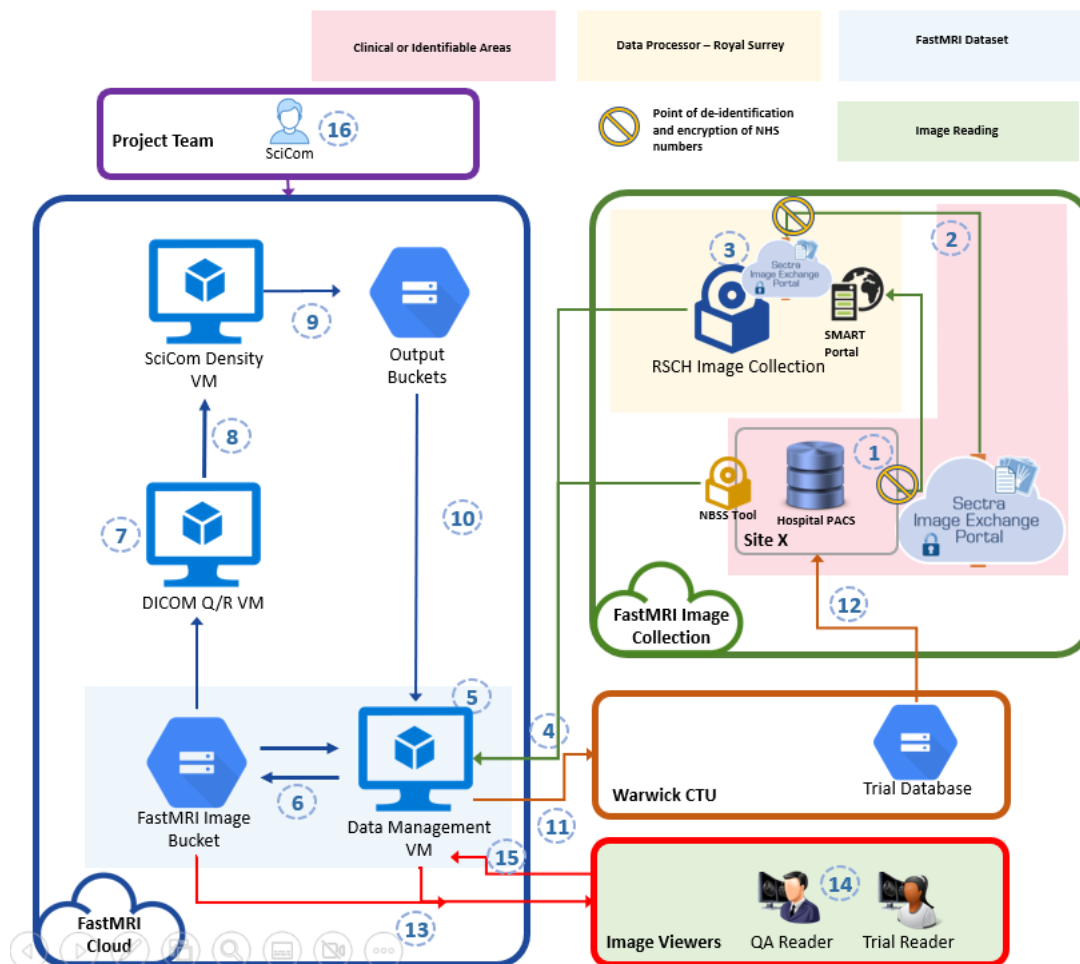 Clinical or Identifiable Areas
Data Processor – Royal Surrey
FastMRI Dataset
Point of de-identification
and encryption of NHS
numbers
Image Reading
Project Team
SciCom
16
SciCom Density
VM
9
Output
Buckets
8
7
DICOM Q/R VM
10
5
6
FastMRI Image
Bucket
Data Management
VM
FastMRI
Cloud
2
3
Sectra
Image Exchange
Portal
SMART
Portal
RSCH Image Collection
1
NBSS Tool
Hospital PACS
Site X
Sectra
Image Exchange
Portal
12
FastMRI Image
Collection
4
11
Warwick CTU
Trial Database
15
13
14
Image Viewers
QA Reader
Trial Reader